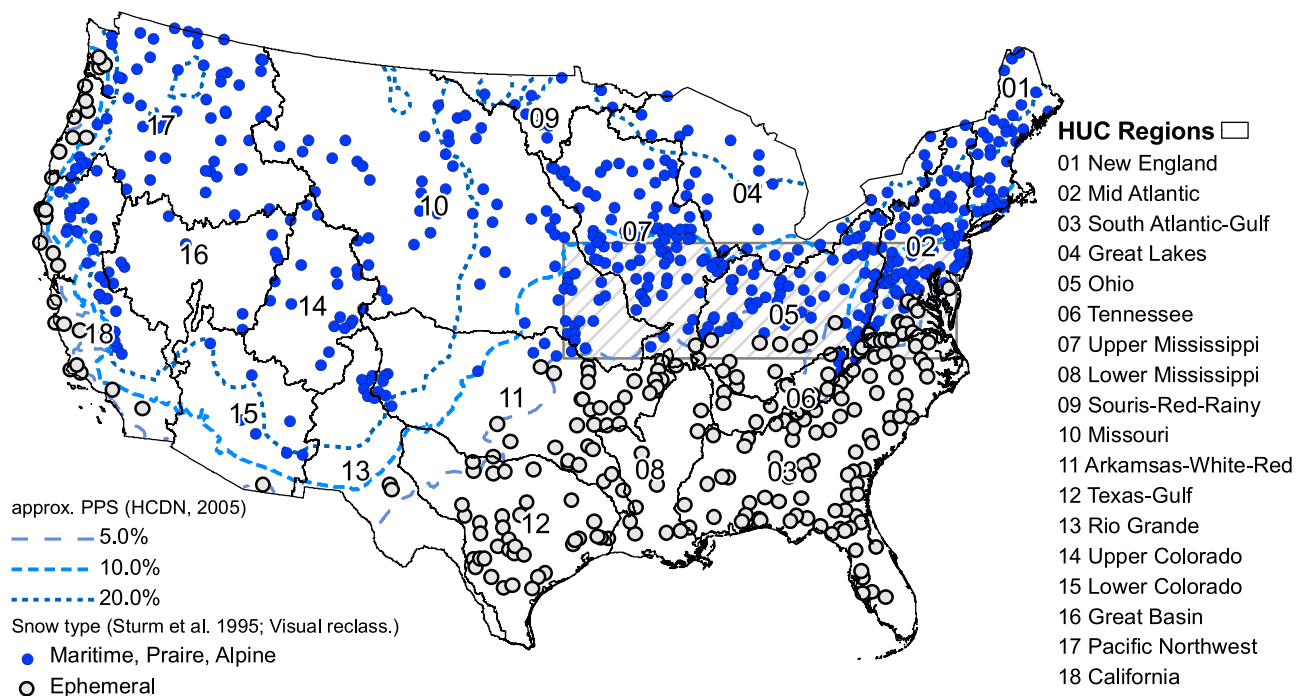 01
09
17
04
10
07
02
16
05
14
18
06
11
15
03
08
13
12
HUC Regions
01 New England
02 Mid Atlantic
03 South Atlantic-Gulf
04 Great Lakes
05 Ohio
06 Tennessee
07 Upper Mississippi
08 Lower Mississippi
09 Souris-Red-Rainy
10 Missouri
11 Arkamsas-White-Red
12 Texas-Gulf
13 Rio Grande
14 Upper Colorado
15 Lower Colorado
16 Great Basin
17 Pacific Northwest
18 California
approx. PPS (HCDN, 2005)
5.0%
10.0%
20.0%
Snow type (Sturm et al. 1995; Visual reclass.)
Maritime, Praire, Alpine
Ephemeral